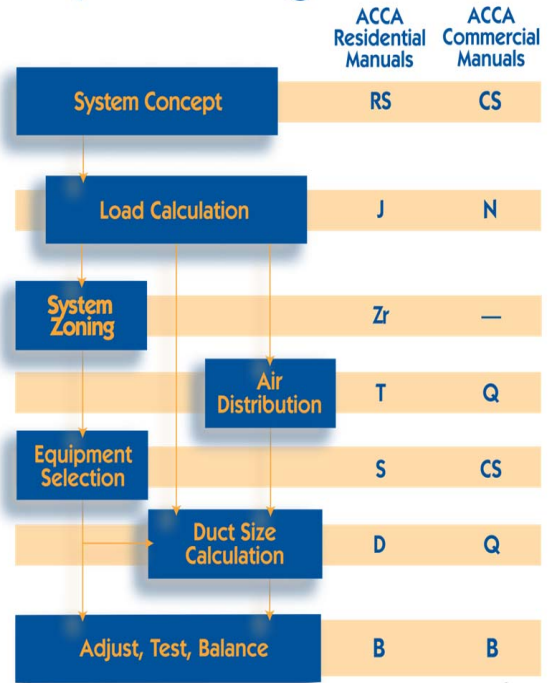 ACCA Residential Manuals
ACCA Commercial Manuals
System Concept RS CS
Load Calculation J N
System Zoning Zr —
Air Distribution T Q
Equipment Selection S CS
Duct Size Calculation D Q
Adjust, Test, Balance B B